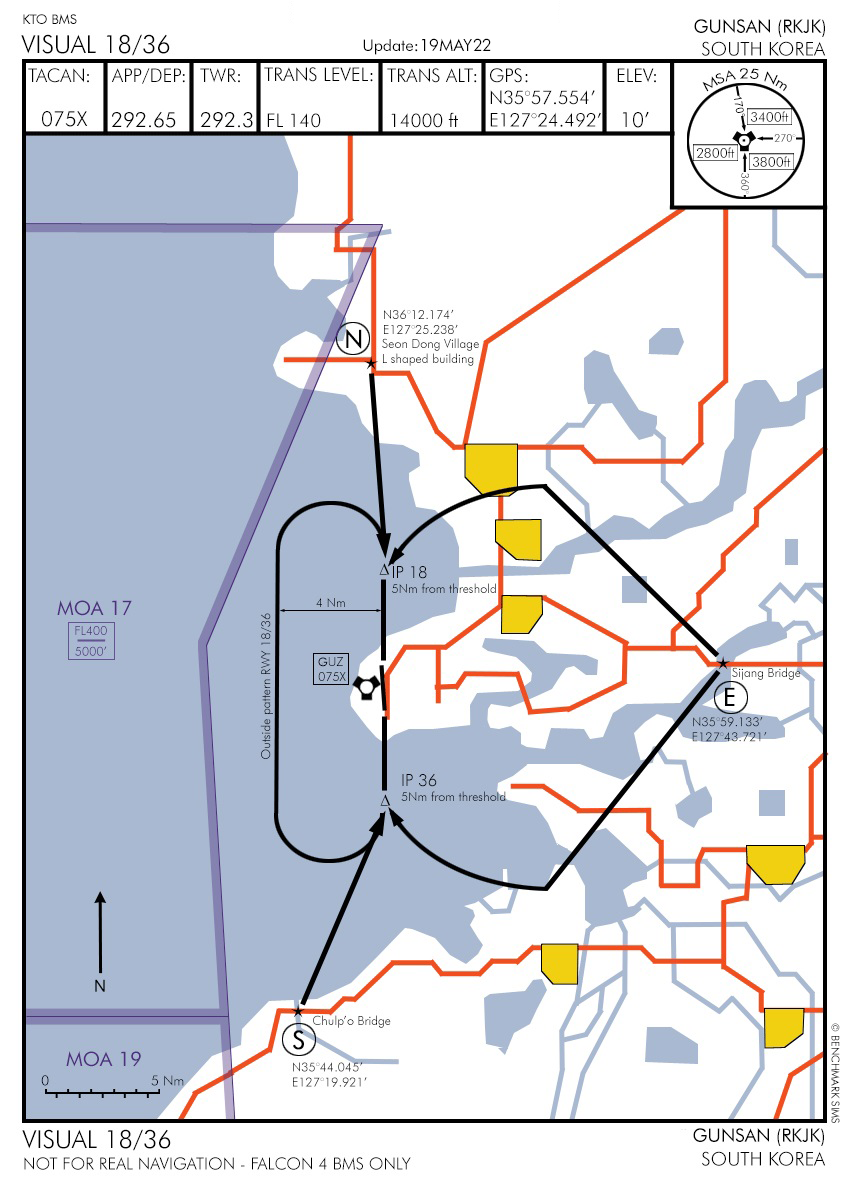 KTO BMS
VISUAL 18/36
Update:19MAY22
GUNSAN (RKJK)
SOUTH KOREA
TACAN:
075X
APP/DEP:
292.65
TWR:
292.3
TRANS LEVEL:
FL 140
TRANS ALT:
14000 ft
GPS:
N35°57.554′
E127°24.492′
ELEV:
10′
MSA 25 Nm
170°
3400ft
270°
2800ft
3800ft
360°
N36°12.174′
E127°25.238′
N
Seon Dong Village
L shaped building
IP 18
5Nm from threshold
4 Nm
MOA 17
FL400
5000′
Outside pattern RWY 18/36
GUZ
075X
Sijang Bridge
E
N35°59.133′
E127°43.721′
IP 36
5Nm from threshold
N
Chulp'o Bridge
S
N35°44.045′
E127°19.921′
MOA 19
0 5 Nm
© BENCHMARK SIMS
VISUAL 18/36
NOT FOR REAL NAVIGATION - FALCON 4 BMS ONLY
GUNSAN (RKJK)
SOUTH KOREA